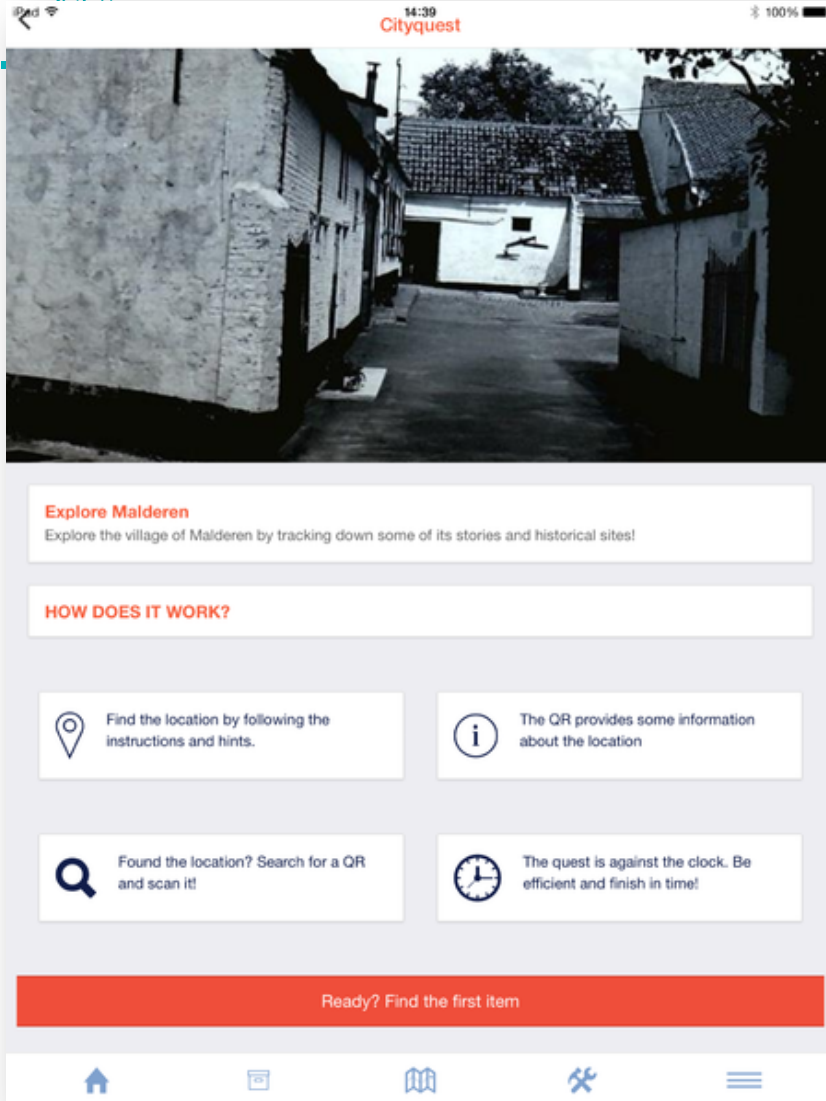 iPad
14:39
100%
Cityquest
Explore Malderen
Explore the village of Malderen by tracking down some of its stories and historical sites!
HOW DOES IT WORK?
Find the location by following the
instructions and hints.
The QR provides some information
about the location
Found the location? Search for a QR
and scan it!
The quest is against the clock. Be
efficient and finish in time!
Ready? Find the first item